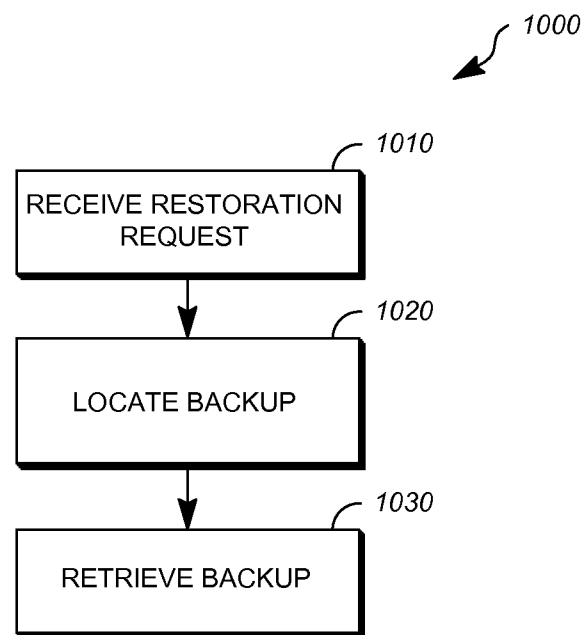 1000
1010
RECEIVE RESTORATION
REQUEST
1020
LOCATE BACKUP
1030
RETRIEVE BACKUP